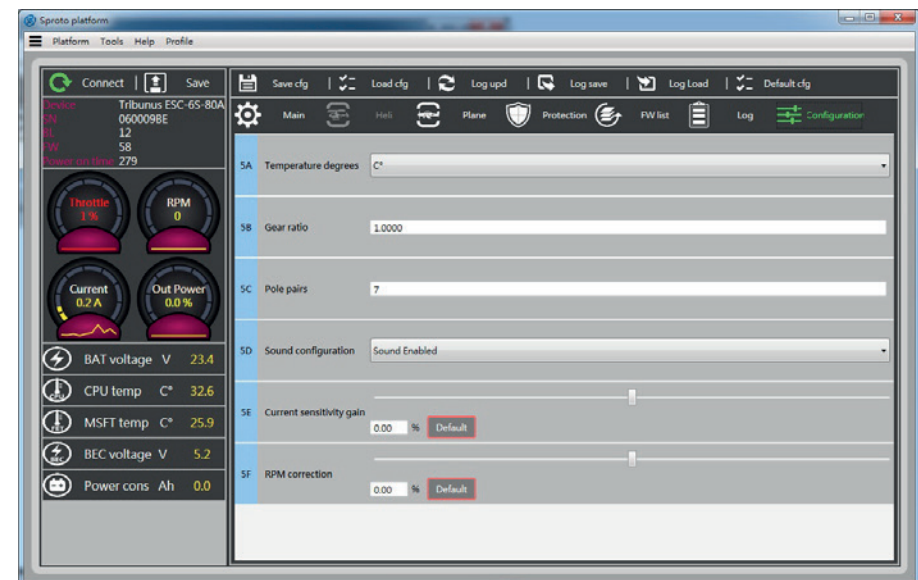 Sproto platform
Platform Tools Help Profile
Connect | Save
Save cfg | Load cfg | Log upd | Log save | Log Load | Default cfg
Device Tribunus ESC-6S-80A
SN 060009BE
BL 12
FW 58
Power on time 279
Main Heli Plane Protection FW list Log Configuration
Throttle
1 %
RPM
0
Current
0.2 A
Out Power
0.0 %
BAT voltage V 23.4
CPU temp C° 32.6
MSFT temp C° 25.9
BEC voltage V 5.2
Power cons Ah 0.0
5A Temperature degrees C°
5B Gear ratio 1.0000
5C Pole pairs 7
5D Sound configuration Sound Enabled
5E Current sensitivity gain
0.00 % Default
5F RPM correction
0.00 % Default